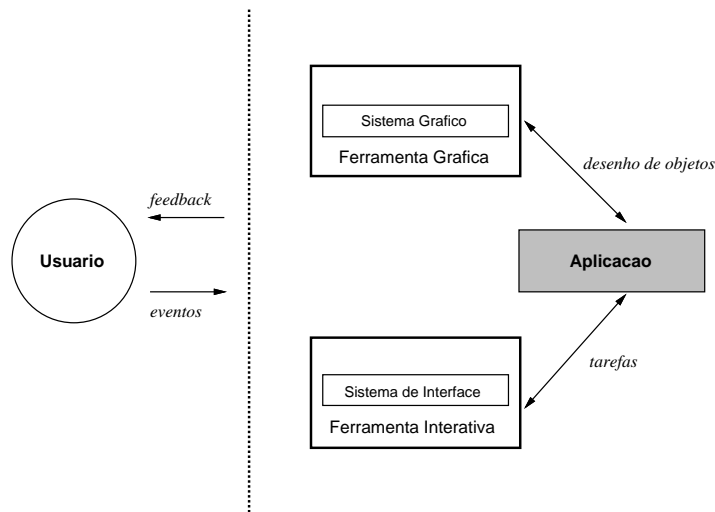 Sistema Grafico
Ferramenta Grafica
desenho de objetos
feedback
Usuario
eventos
Aplicacao
tarefas
Sistema de Interface
Ferramenta Interativa